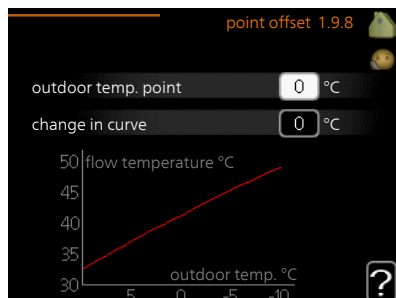 point offset 1.9.8
outdoor temp. point 0 °C
change in curve 0 °C
50 flow temperature °C
45
40
35
outdoor temp. °C
30
5 0 -5 -10
?